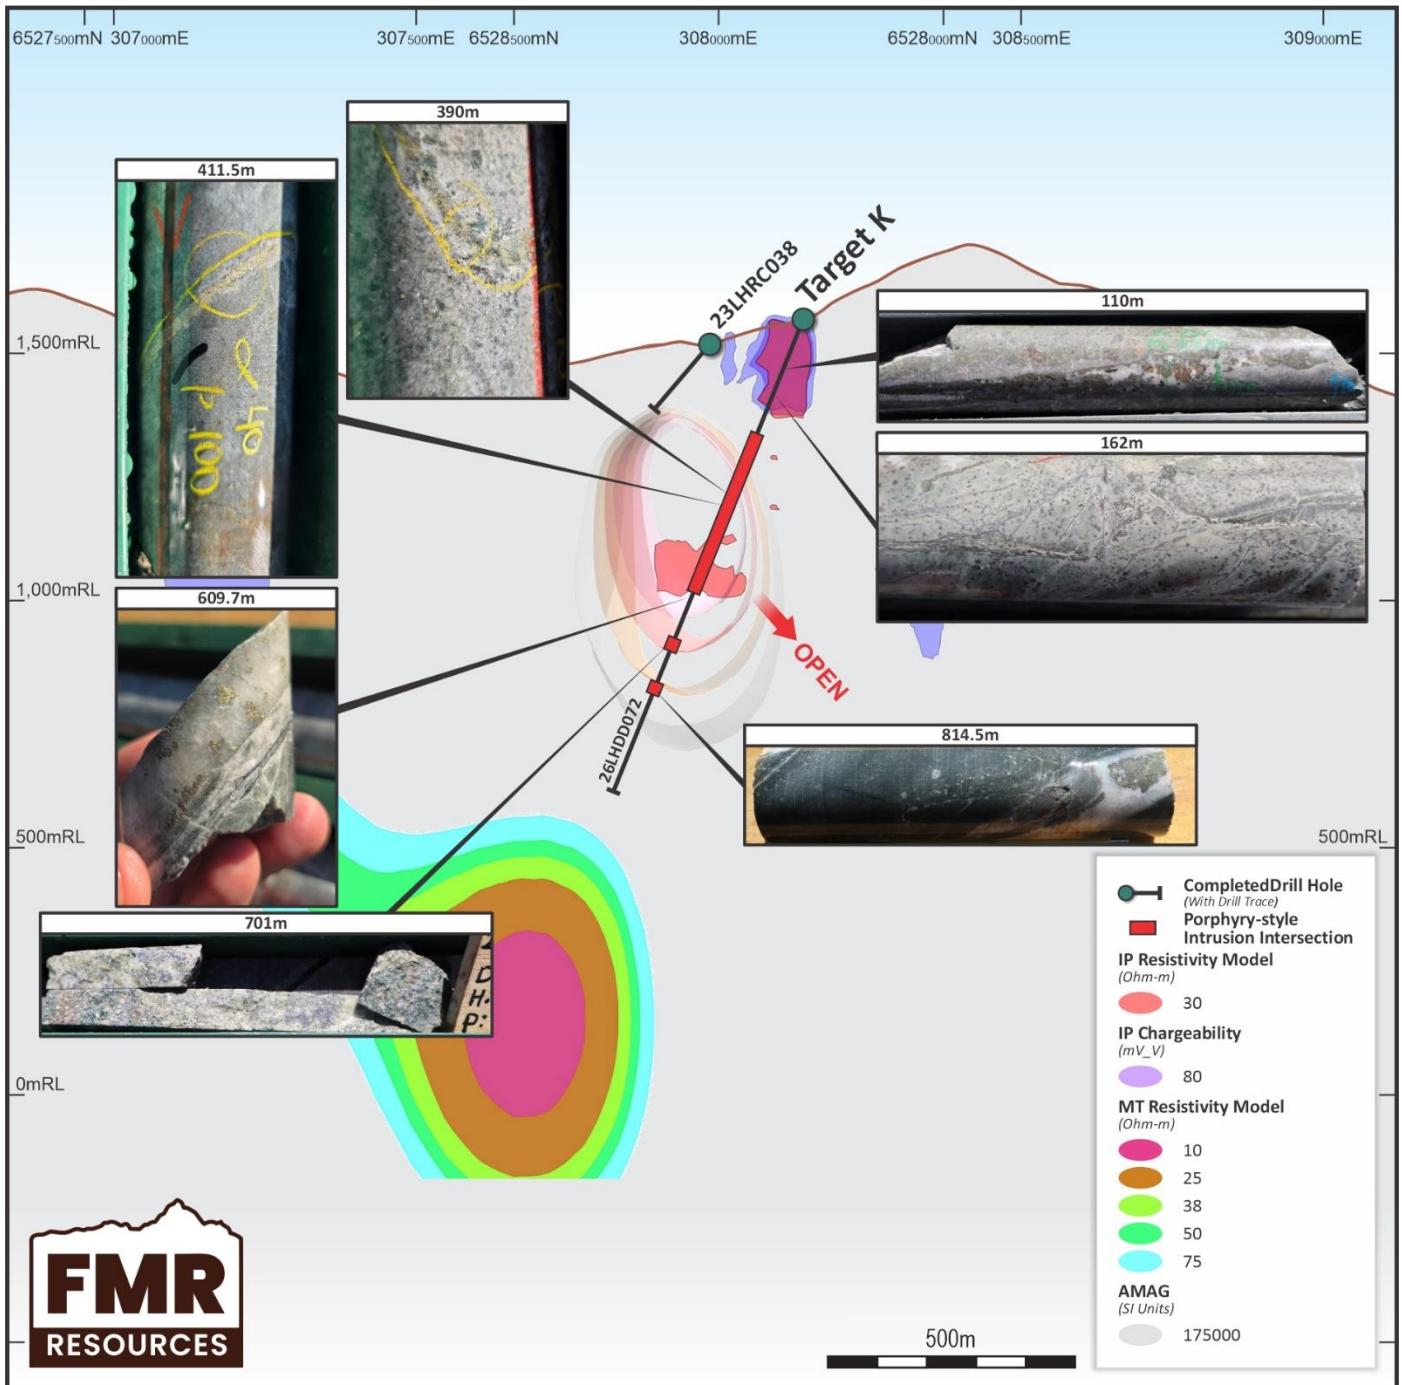 6527500mN 307000mE 307500mE 6528500mN 308000mE 6528000mN 308500mE 309000mE
390m
411.5m
α 40
β 100
23LHRC038
Target K
110m
162m
1,500mRL
1,000mRL
609.7m
OPEN
26LHDD072
814.5m
500mRL
500mRL
701m
D
H.
P:
0mRL
CompletedDrill Hole
(With Drill Trace)
Porphyry-style
Intrusion Intersection
IP Resistivity Model
(Ohm-m)
30
IP Chargeability
(mV_V)
80
MT Resistivity Model
(Ohm-m)
10
25
38
50
75
AMAG
(SI Units)
175000
500m
FMR
RESOURCES